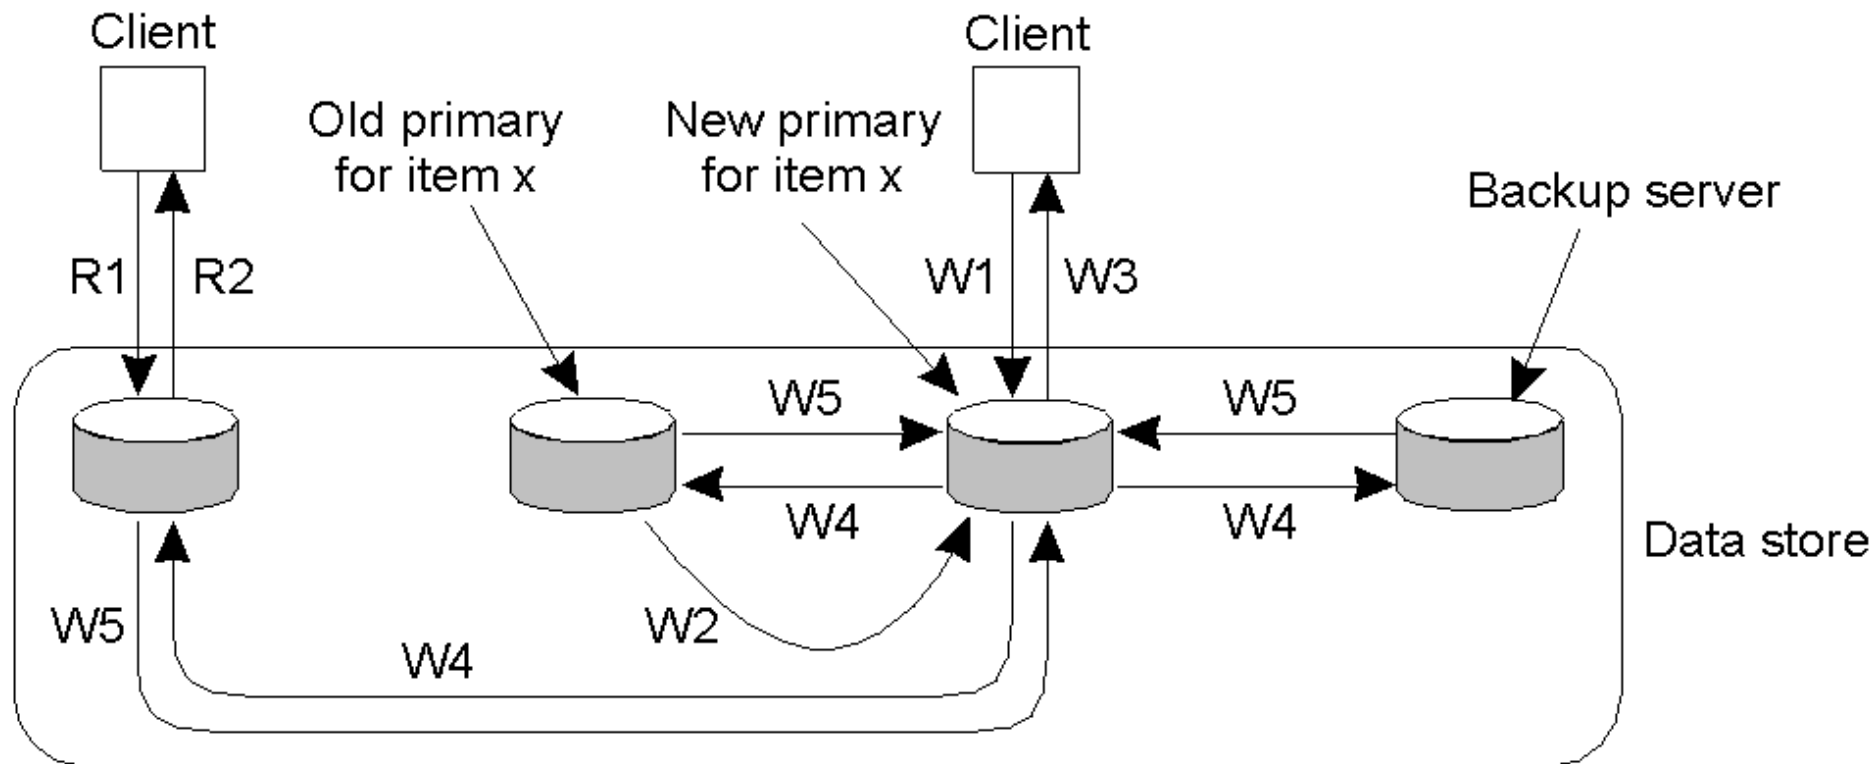 Client
Client
Old primary
for item x
New primary
for item x
Backup server
R1
R2
W1
W3
W5
W5
W4
W4
Data store
W5
W2
W4